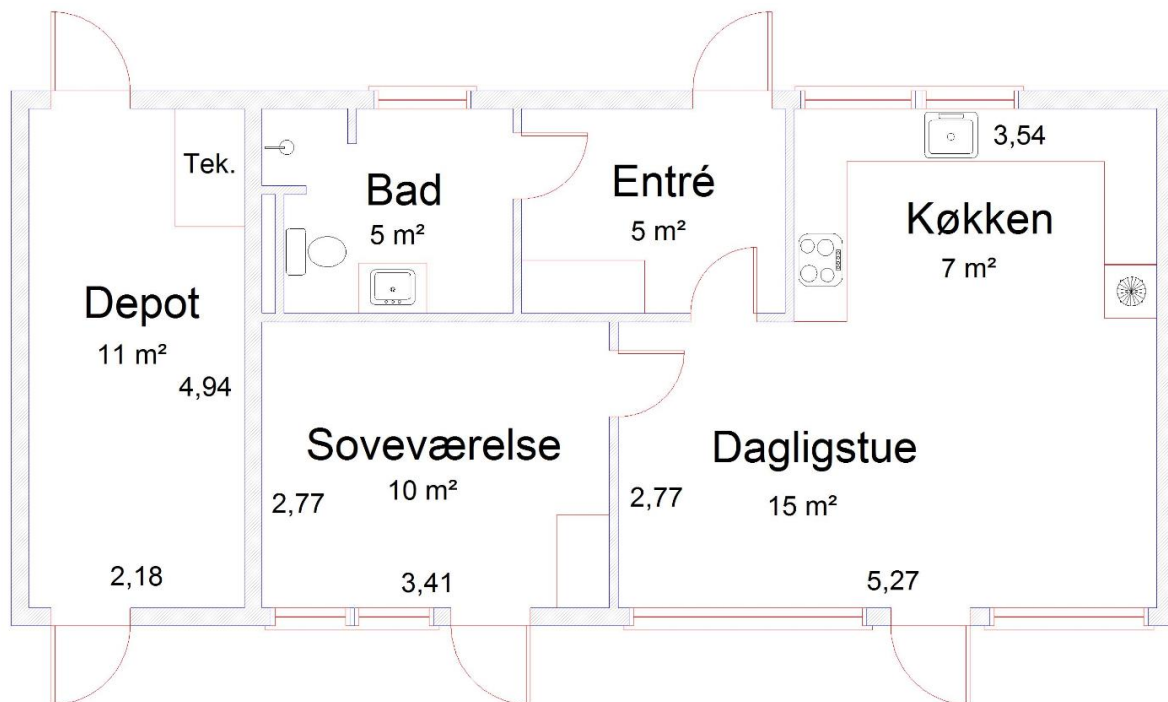 Tek.
Bad
5 m²
Entré
5 m²
3,54
Køkken
7 m²
Depot
11 m²
4,94
2,18
Soveværelse
10 m²
2,77
3,41
Dagligstue
15 m²
2,77
5,27